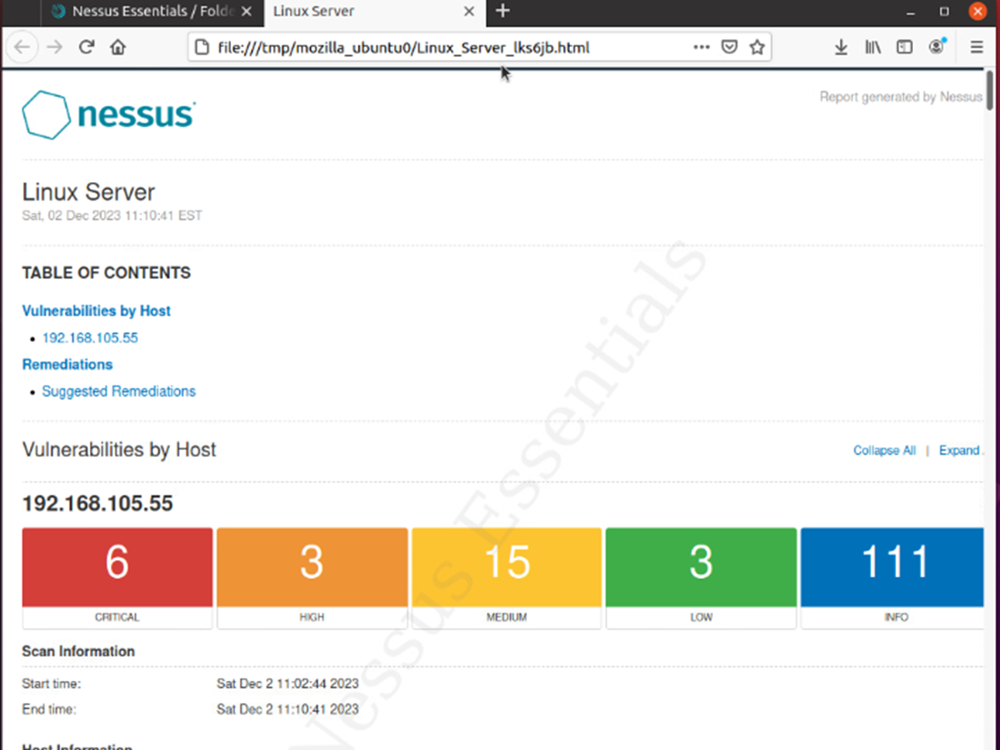 Nessus Essentials / Folde
Linux Server
file:///tmp/mozilla_ubuntu0/Linux_Server_lks6jb.html
nessus
Report generated by Nessus
Linux Server
Sat, 02 Dec 2023 11:10:41 EST
TABLE OF CONTENTS
Vulnerabilities by Host
• 192.168.105.55
Remediations
• Suggested Remediations
Vulnerabilities by Host
Collapse All | Expand
192.168.105.55
6 3 15 3 111
CRITICAL HIGH MEDIUM LOW INFO
Scan Information
Start time: Sat Dec 2 11:02:44 2023
End time: Sat Dec 2 11:10:41 2023
Host Information
Nessus Essentials